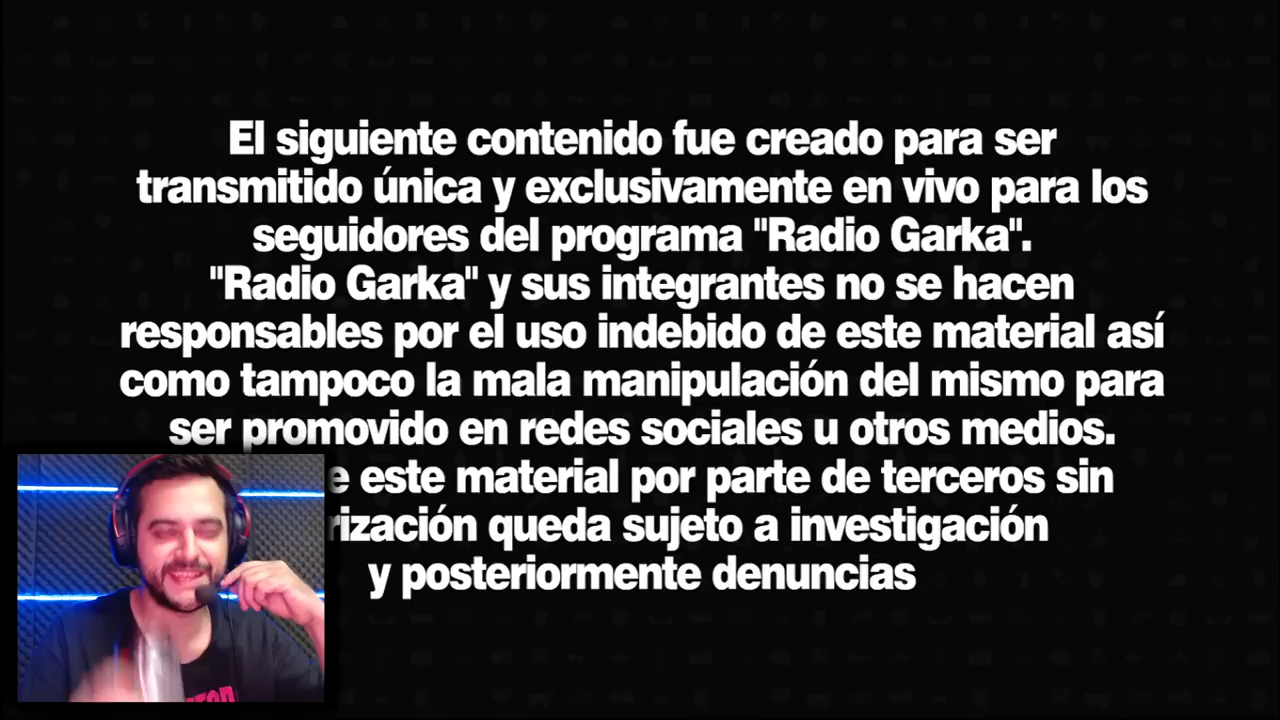 El siguiente contenido fue creado para ser
transmitido única y exclusivamente en vivo para los
seguidores del programa "Radio Garka".
"Radio Garka" y sus integrantes no se hacen
responsables por el uso indebido de este material así
como tampoco la mala manipulación del mismo para
ser promovido en redes sociales u otros medios.
este material por parte de terceros sin
queda sujeto a investigación
y posteriormente denuncias